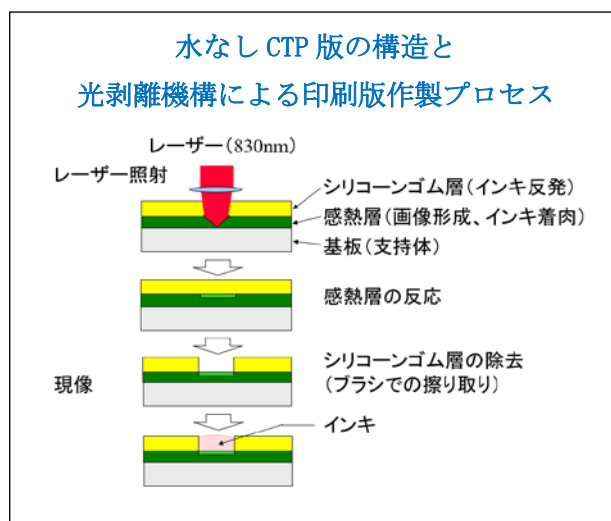 水なし CTP 版の構造と
光剥離機構による印刷版作製プロセス
レーザー(830nm)
レーザー照射
シリコーンゴム層(インキ反発)
感熱層(画像形成、インキ着肉)
基板(支持体)
感熱層の反応
現像
シリコーンゴム層の除去
(ブラシでの擦り取り)
インキ